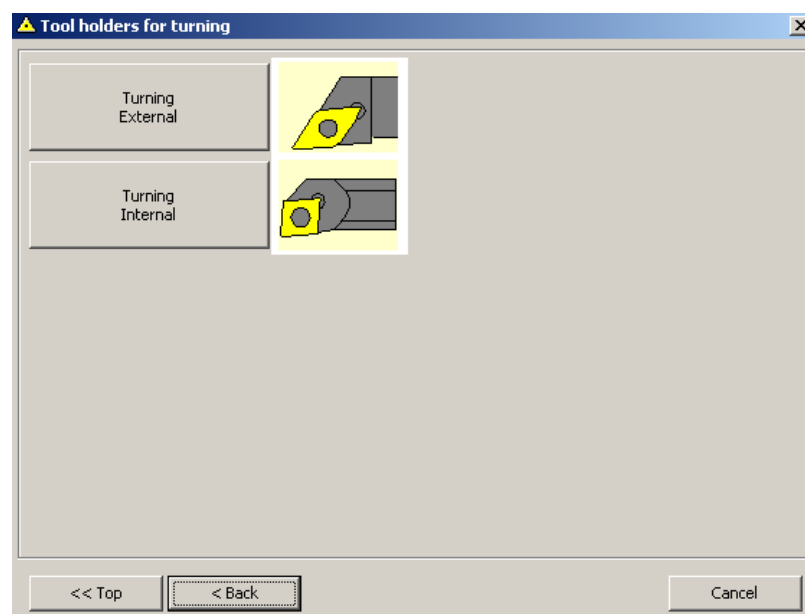 Tool holders for turning
Turning
External
Turning
Internal
<< Top
< Back
Cancel